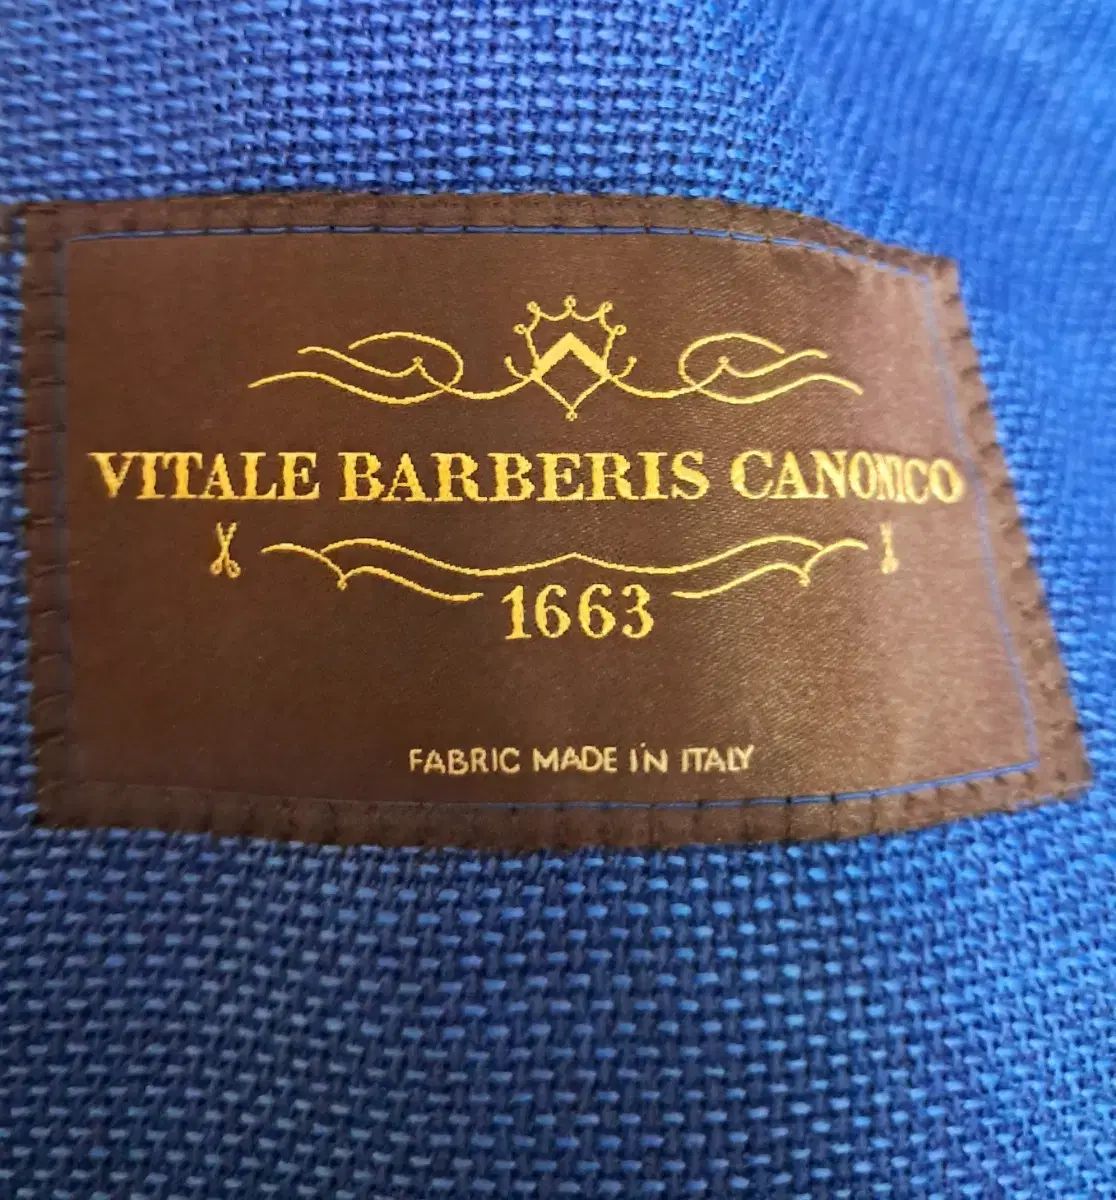 VITALE BARBERIS CANONICO
1663
FABRIC MADE IN ITALY